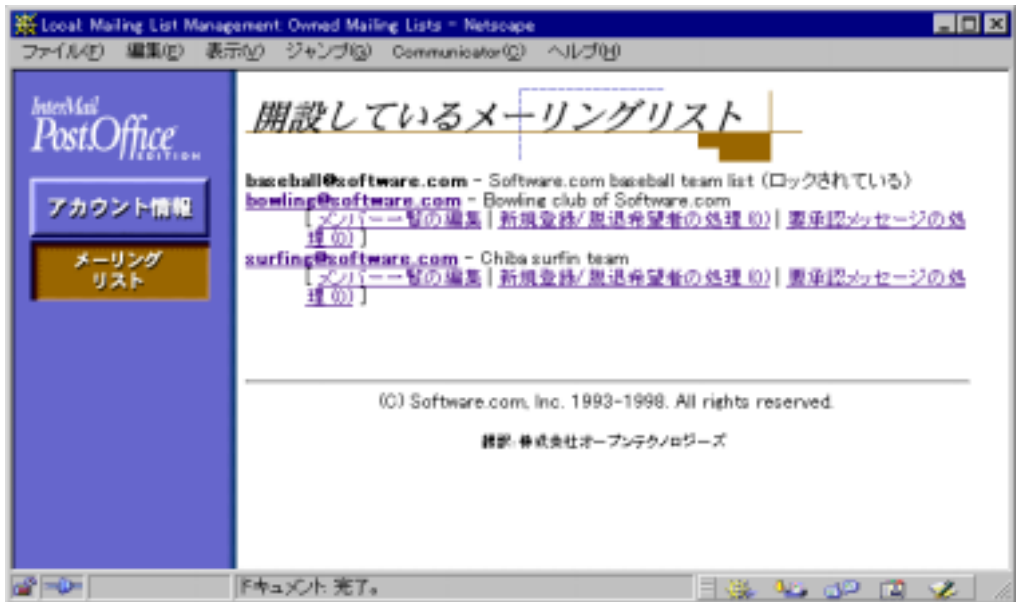 Local: Mailing List Management: Owned Mailing Lists - Netscape
ファイル(F) 編集(E) 表示(V) ジャンプ(G) Communicator(C) ヘルプ(H)
InterMail
Post.Office
EDITION
アカウント情報
メーリング
リスト
開設しているメーリングリスト
baseball@software.com - Software.com baseball team list (ロックされている)
bowling@software.com - Bowling club of Software.com
[ メンバー一覧の編集 | 新規登録/脱退希望者の処理 (0) | 要承認メッセージの処
理 (0) ]
surfing@software.com - Chiba surfin team
[ メンバー一覧の編集 | 新規登録/脱退希望者の処理 (0) | 要承認メッセージの処
理 (0) ]
(C) Software.com, Inc. 1993-1998. All rights reserved.
翻訳: 株式会社オープンテクノロジーズ
ドキュメント: 完了。